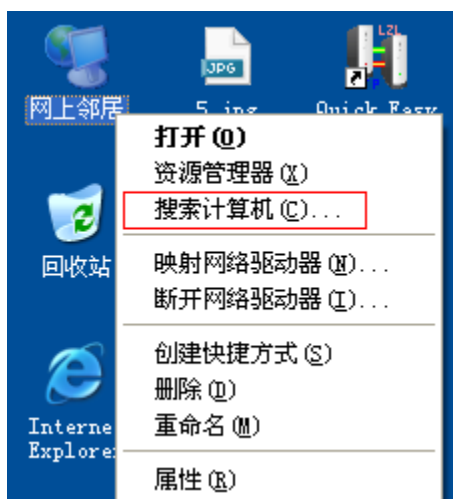 LZL
JPG
网上邻居
5.jpg
Quick Easy
打开(O)
资源管理器(X)
搜索计算机(C)...
回收站
映射网络驱动器(N)...
断开网络驱动器(I)...
创建快捷方式(S)
删除(D)
Interne
重命名(M)
Explore
属性(R)